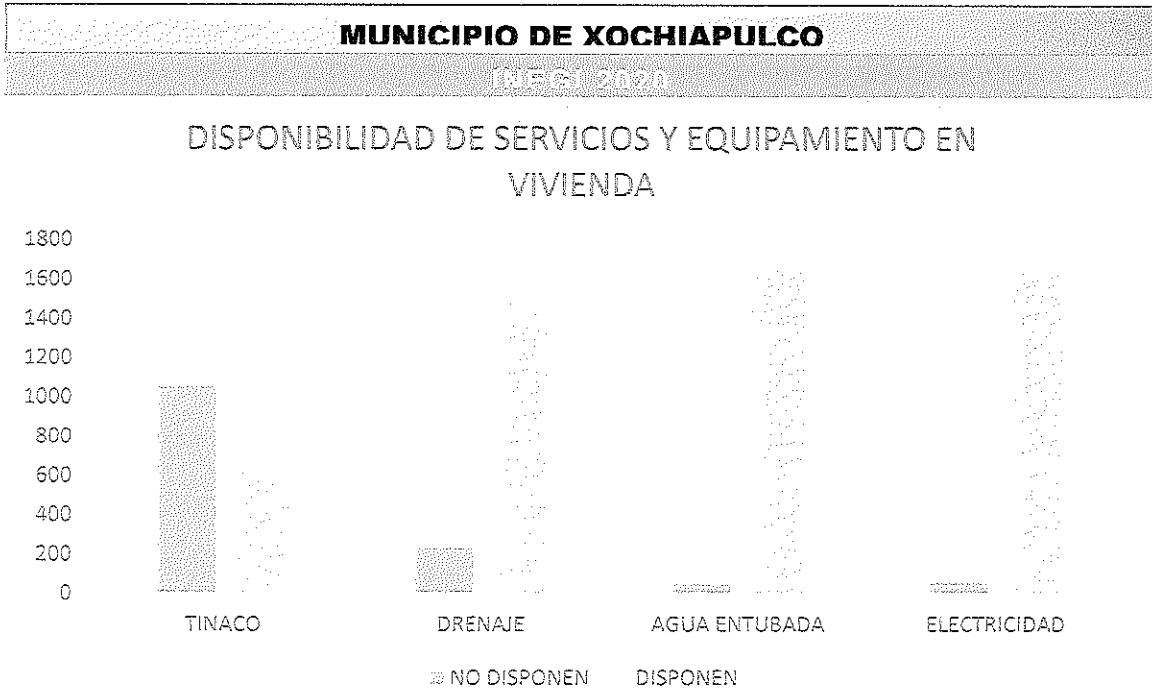 MUNICIPIO DE XOCHIAPULCO
INEGI 2020
DISPONIBILIDAD DE SERVICIOS Y EQUIPAMIENTO EN
VIVIENDA
1800
1600
1400
1200
1000
800
600
400
200
0
TINACO DRENAJE AGUA ENTUBADA ELECTRICIDAD
NO DISPONEN DISPONEN